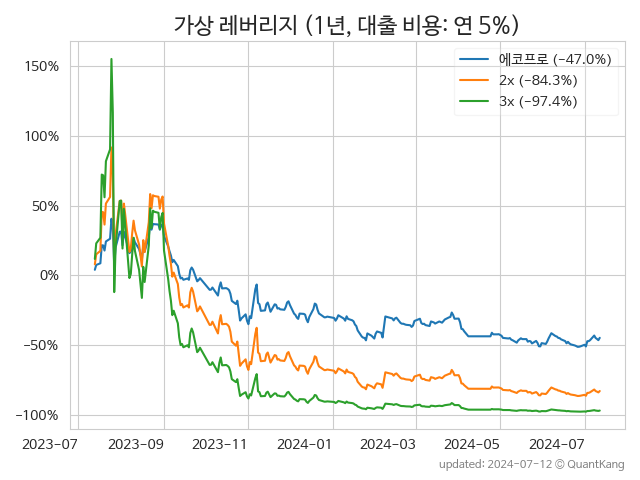 가상 레버리지 (1년, 대출 비용: 연 5%)
에코프로 (−47.0%)
2x (−84.3%)
3x (−97.4%)
150%
100%
50%
0%
−50%
−100%
2023-07 2023-09 2023-11 2024-01 2024-03 2024-05 2024-07
updated: 2024-07-12 © QuantKang